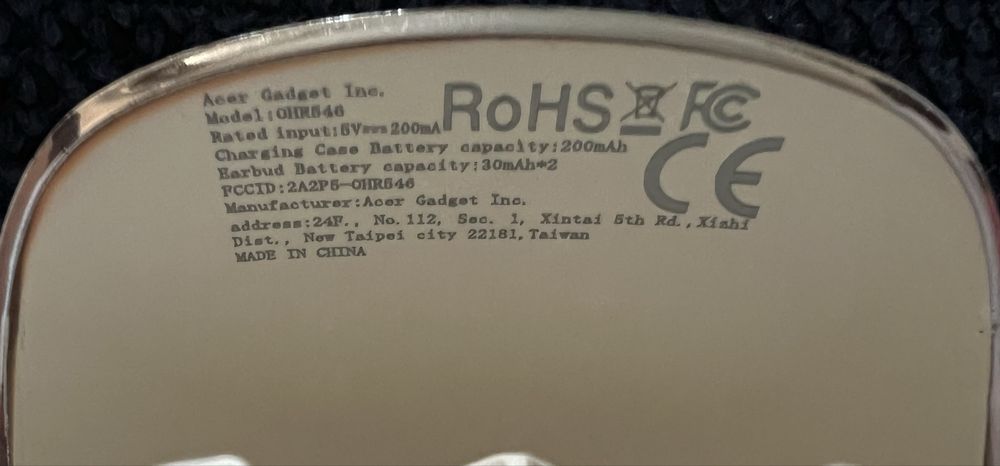 Acer Gadget Inc.
Model:OHR546
Rated input:5V⎓200mA
RoHS FC
Charging Case Battery capacity:200mAh
Earbud Battery capacity:30mAh*2
CE
FCCID:2A2P5-OHR546
Manufacturer:Acer Gadget Inc.
address:24F., No.112, Sec. 1, Xintai 5th Rd.,Xizhi
Dist., New Taipei city 22181,Taiwan
MADE IN CHINA